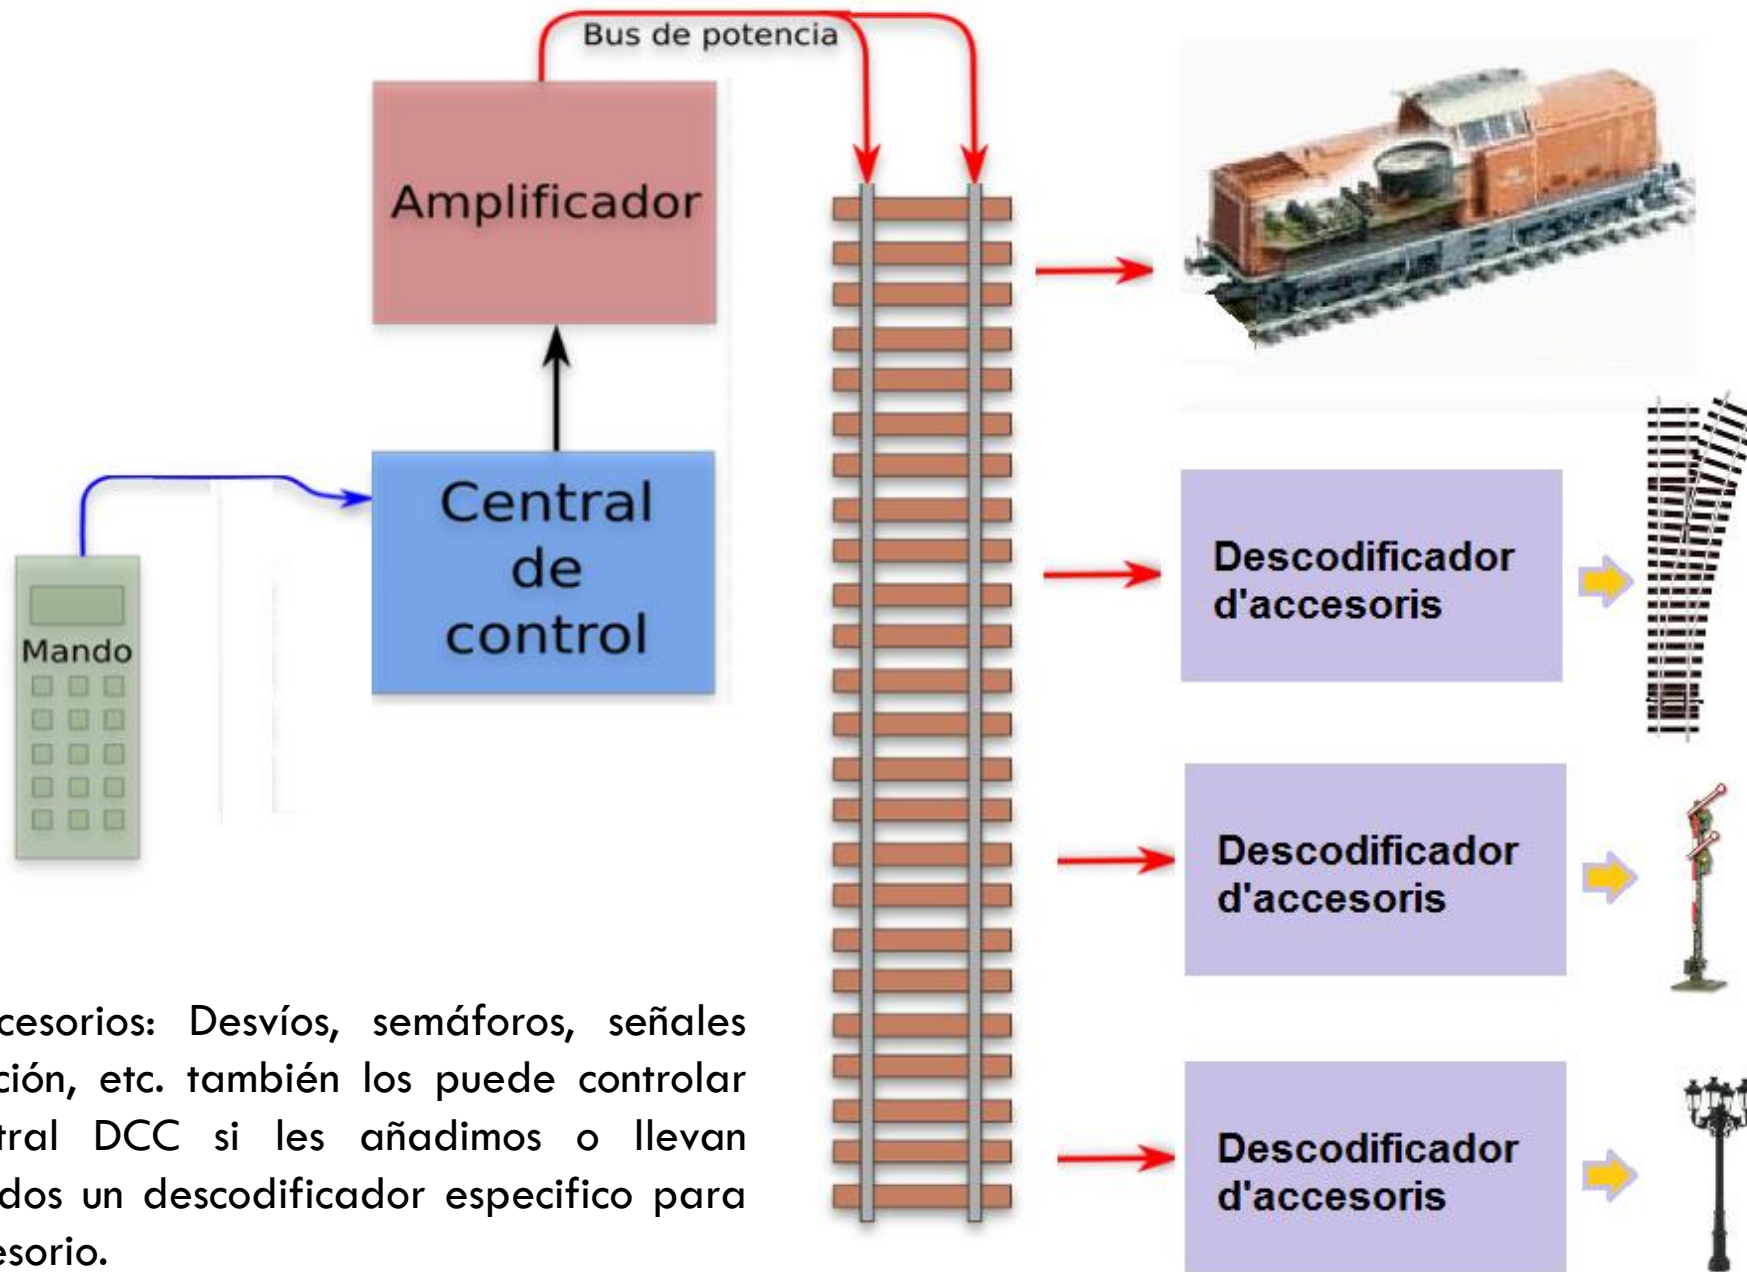 Bus de potencia
Amplificador
Central
de
control
Mando
Descodificador
d'accesoris
Descodificador
d'accesoris
Descodificador
d'accesoris
cesorios: Desvíos, semáforos, señales
ción, etc. también los puede controlar
tral DCC si les añadimos o llevan
dos un descodificador especifico para
esorio.